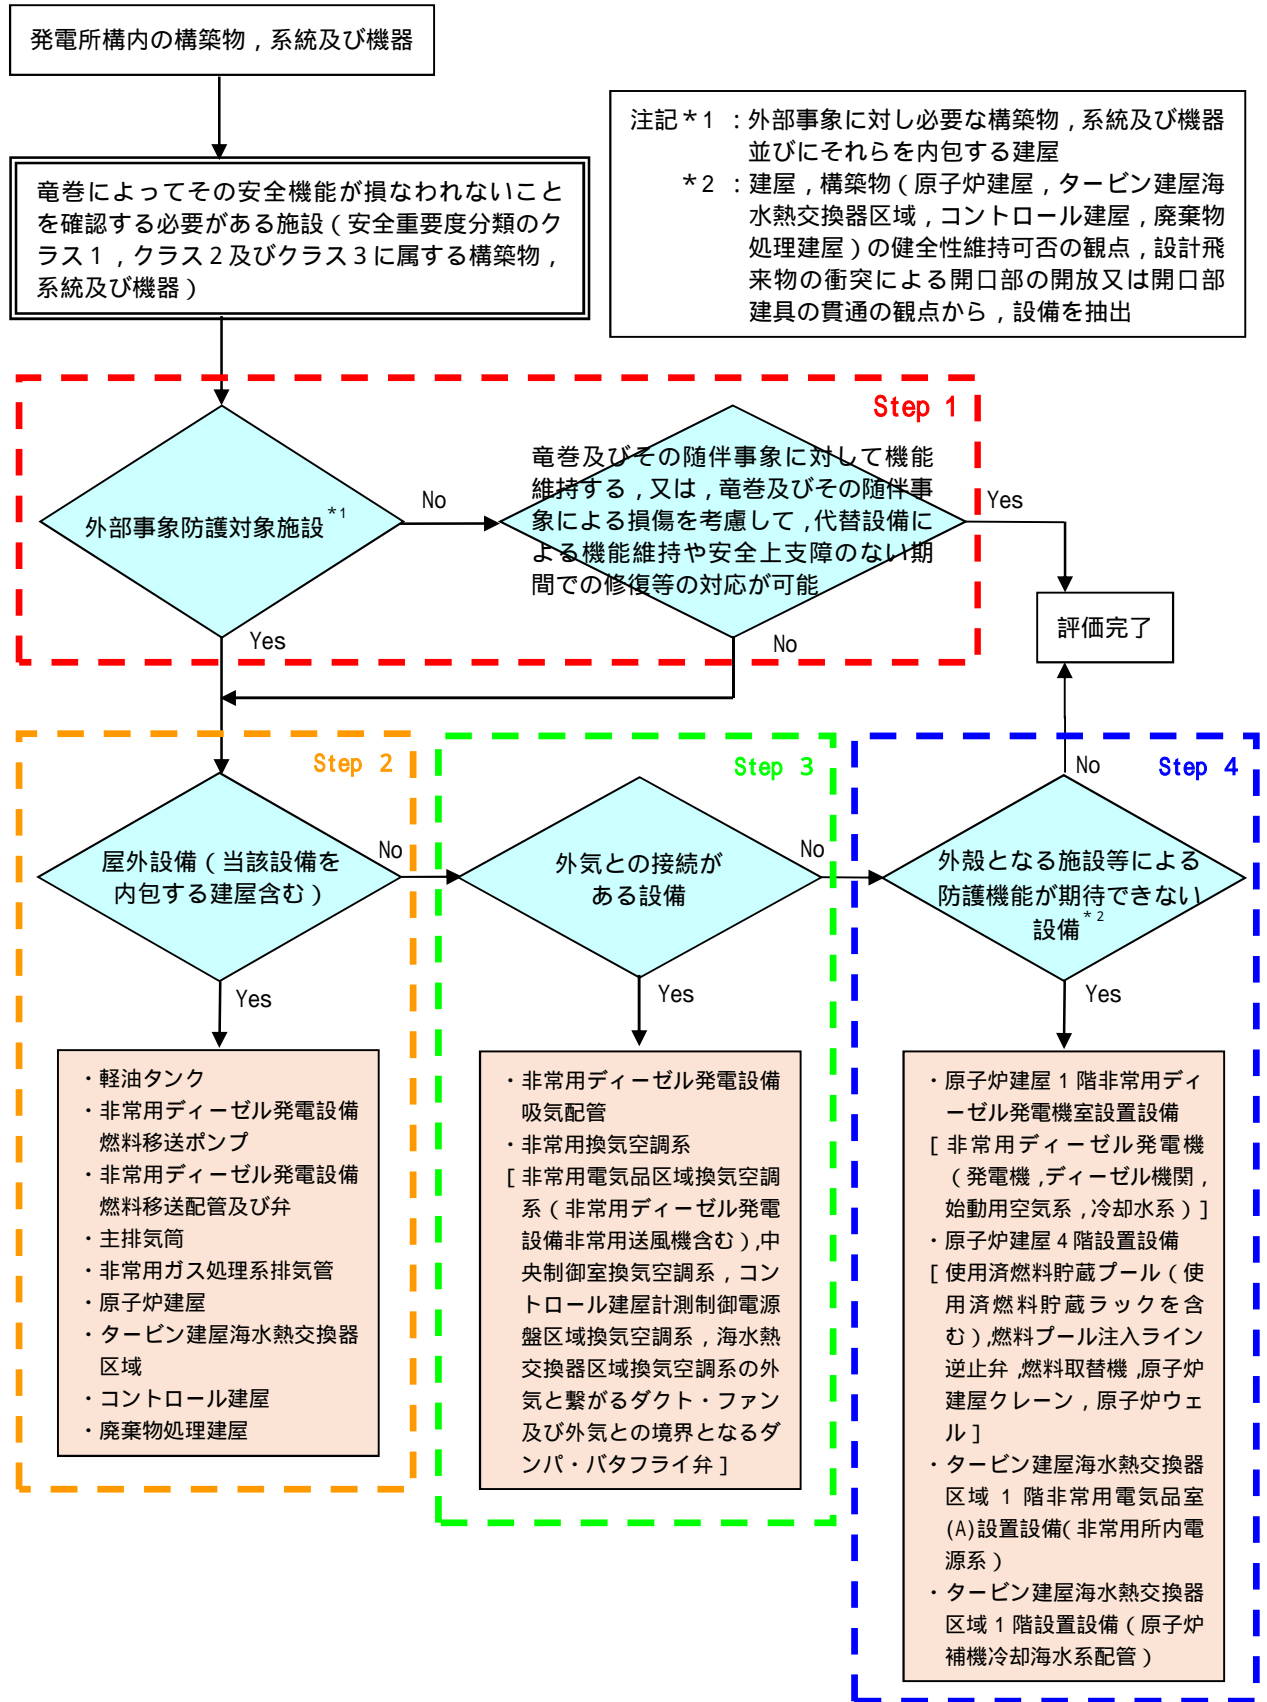 発電所構内の構築物，系統及び機器
注記＊1：外部事象に対し必要な構築物，系統及び機器
並びにそれらを内包する建屋
＊2：建屋，構築物（原子炉建屋，タービン建屋海
水熱交換器区域，コントロール建屋，廃棄物
処理建屋）の健全性維持可否の観点，設計飛
来物の衝突による開口部の開放又は開口部
建具の貫通の観点から，設備を抽出
竜巻によってその安全機能が損なわれないこと
を確認する必要がある施設（安全重要度分類のク
ラス1，クラス2及びクラス3に属する構築物，
系統及び機器）
Step 1
外部事象防護対象施設＊1
No
竜巻及びその随伴事象に対して機能
維持する，又は，竜巻及びその随伴事
象による損傷を考慮して，代替設備に
よる機能維持や安全上支障のない期
間での修復等の対応が可能
Yes
評価完了
Yes
No
Step 2
屋外設備（当該設備を
内包する建屋含む）
No
Yes
・軽油タンク
・非常用ディーゼル発電設備
燃料移送ポンプ
・非常用ディーゼル発電設備
燃料移送配管及び弁
・主排気筒
・非常用ガス処理系排気管
・原子炉建屋
・タービン建屋海水熱交換器
区域
・コントロール建屋
・廃棄物処理建屋
Step 3
外気との接続が
ある設備
No
Yes
・非常用ディーゼル発電設備
吸気配管
・非常用換気空調系
[非常用電気品区域換気空調
系（非常用ディーゼル発電
設備非常用送風機含む）,中
央制御室換気空調系，コン
トロール建屋計測制御電源
盤区域換気空調系，海水熱
交換器区域換気空調系の外
気と繋がるダクト・ファン
及び外気との境界となるダ
ンパ・バタフライ弁]
Step 4
No
外殻となる施設等による
防護機能が期待できない
設備＊2
Yes
・原子炉建屋1階非常用ディ
ーゼル発電機室設置設備
[非常用ディーゼル発電機
（発電機,ディーゼル機関，
始動用空気系，冷却水系）]
・原子炉建屋4階設置設備
[使用済燃料貯蔵プール（使
用済燃料貯蔵ラックを含
む）,燃料プール注入ライン
逆止弁,燃料取替機,原子炉
建屋クレーン，原子炉ウェ
ル]
・タービン建屋海水熱交換器
区域1階非常用電気品室
(A)設置設備(非常用所内電
源系）
・タービン建屋海水熱交換器
区域1階設置設備（原子炉
補機冷却海水系配管）